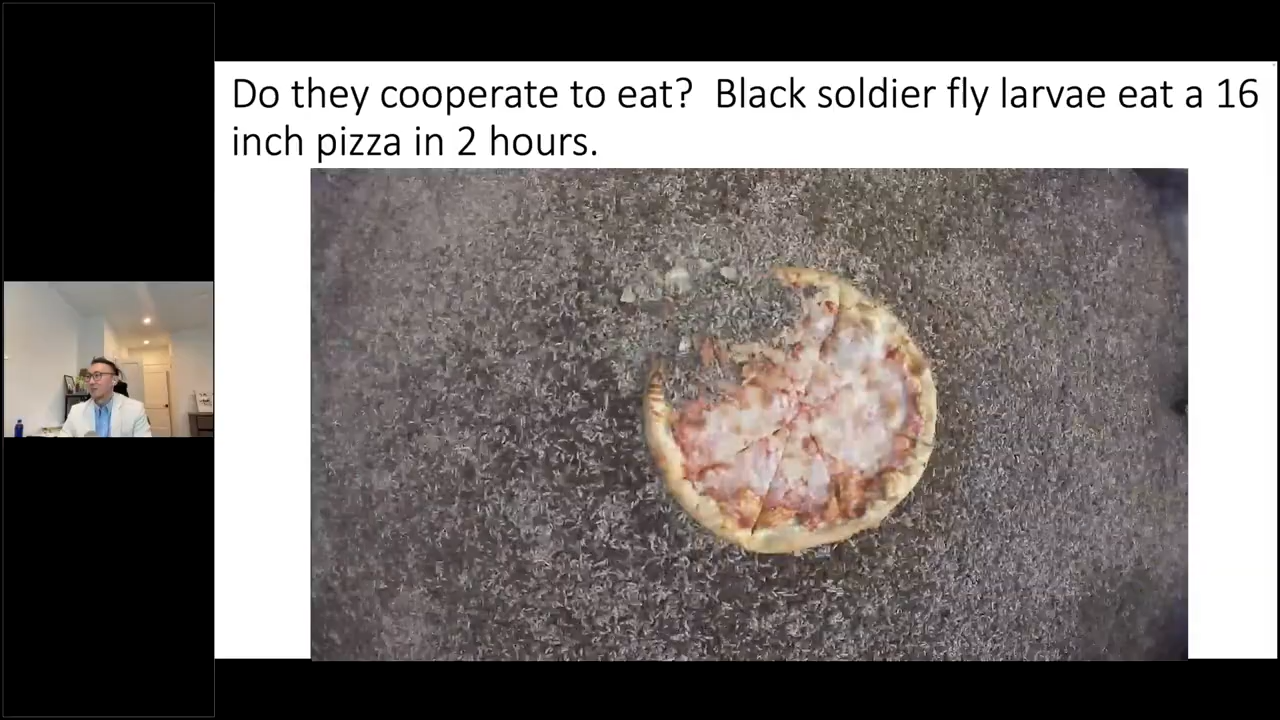 Do they cooperate to eat?  Black soldier fly larvae eat a 16
inch pizza in 2 hours.